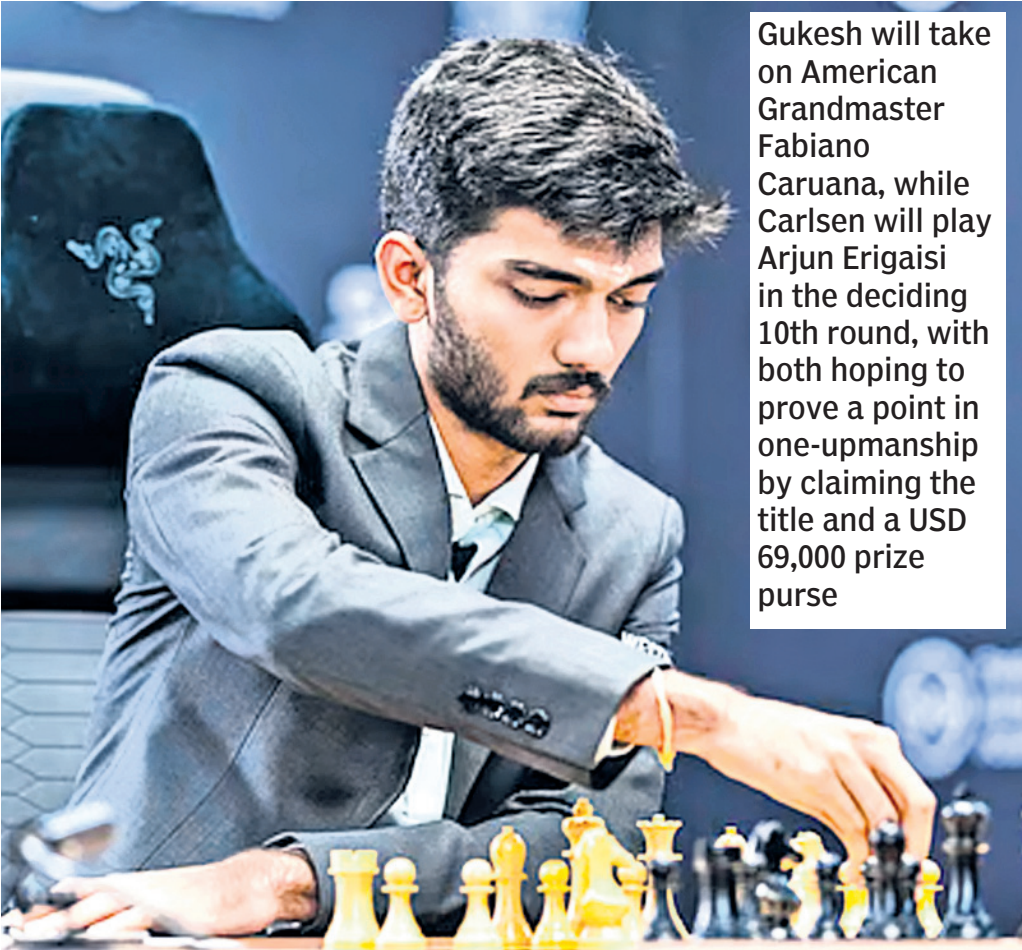 Gukesh will take
on American
Grandmaster
Fabiano
Caruana, while
Carlsen will play
Arjun Erigaisi
in the deciding
10th round, with
both hoping to
prove a point in
one-upmanship
by claiming the
title and a USD
69,000 prize
purse